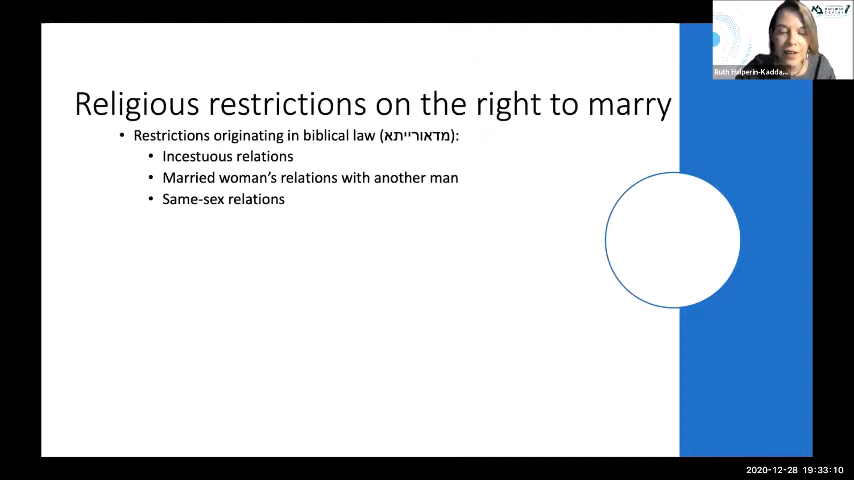 Religious restrictions on the right to marry
• Restrictions originating in biblical law (מדאורייתא):
• Incestuous relations
• Married woman's relations with another man
• Same-sex relations
Ruth Halperin-Kadda...
2020-12-28 19:33:10